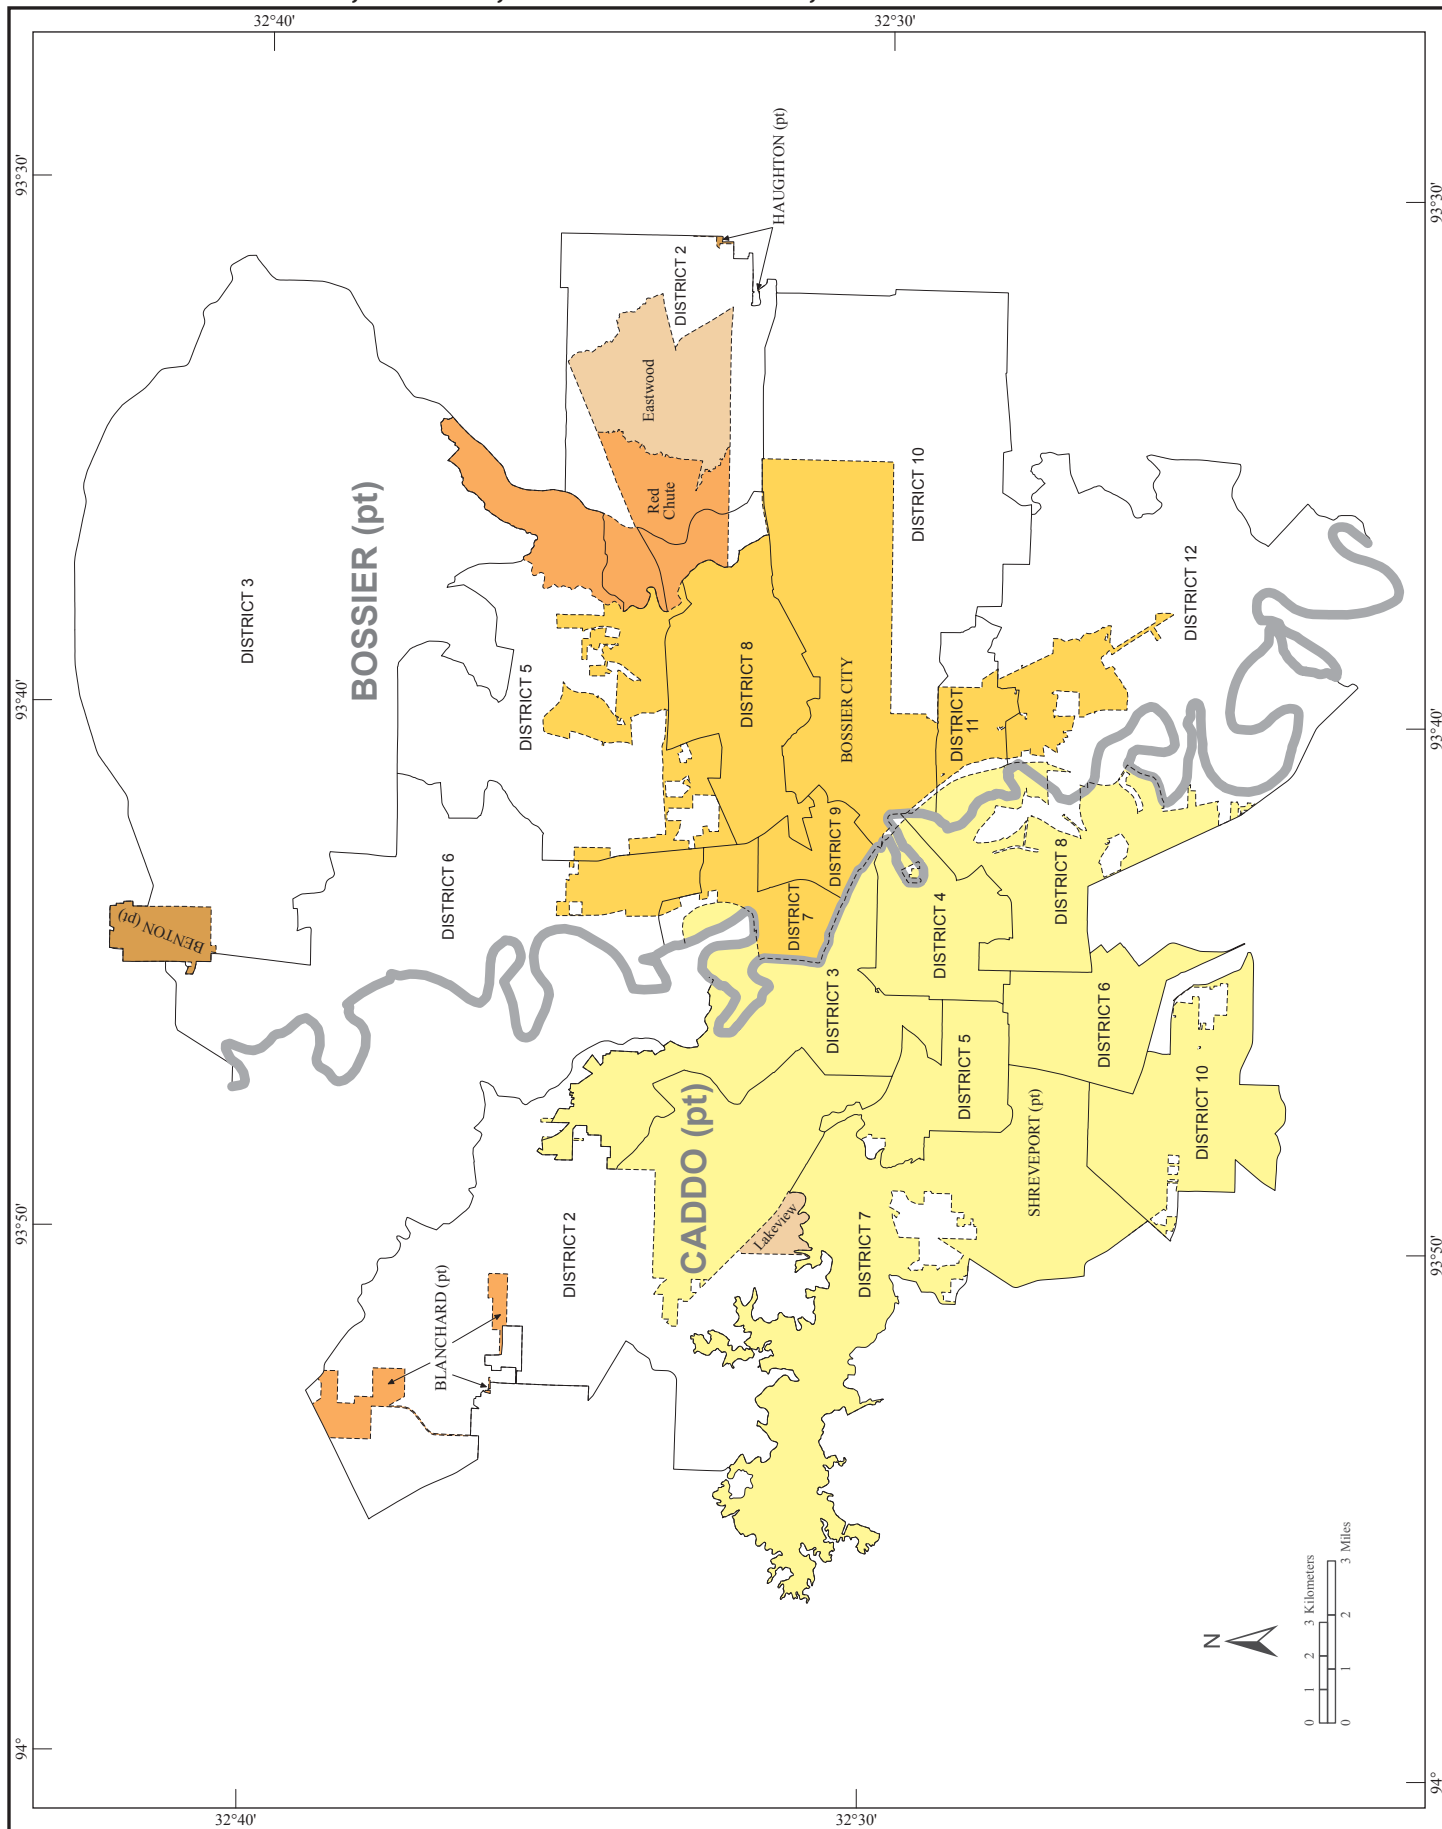 32°40'
32°30'
93°30'
93°30'
HAUGHTON (pt)
DISTRICT 2
Eastwood
Red
Chute
DISTRICT 10
DISTRICT 3
BOSSIER (pt)
DISTRICT 12
DISTRICT 5
DISTRICT 8
BOSSIER CITY
DISTRICT
11
93°40'
93°40'
DISTRICT 6
DISTRICT 9
DISTRICT
7
BENTON (pt)
DISTRICT 8
DISTRICT 4
DISTRICT 3
DISTRICT 6
DISTRICT 5
DISTRICT 10
CADDO (pt)
SHREVEPORT (pt)
93°50'
93°50'
DISTRICT 2
Lakeview
DISTRICT 7
BLANCHARD (pt)
N
0 1 2 3 Kilometers
0 1 2 3 Miles
94°
94°
32°40'
32°30'